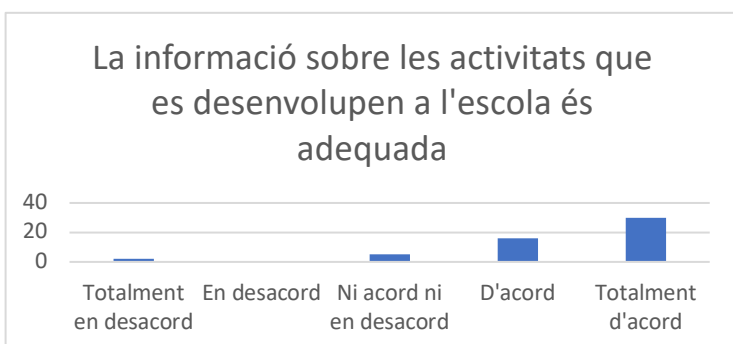 La informació sobre les activitats que
es desenvolupen a l'escola és
adequada
40
20
0
Totalment En desacord Ni acord ni D'acord Totalment
en desacord en desacord d'acord